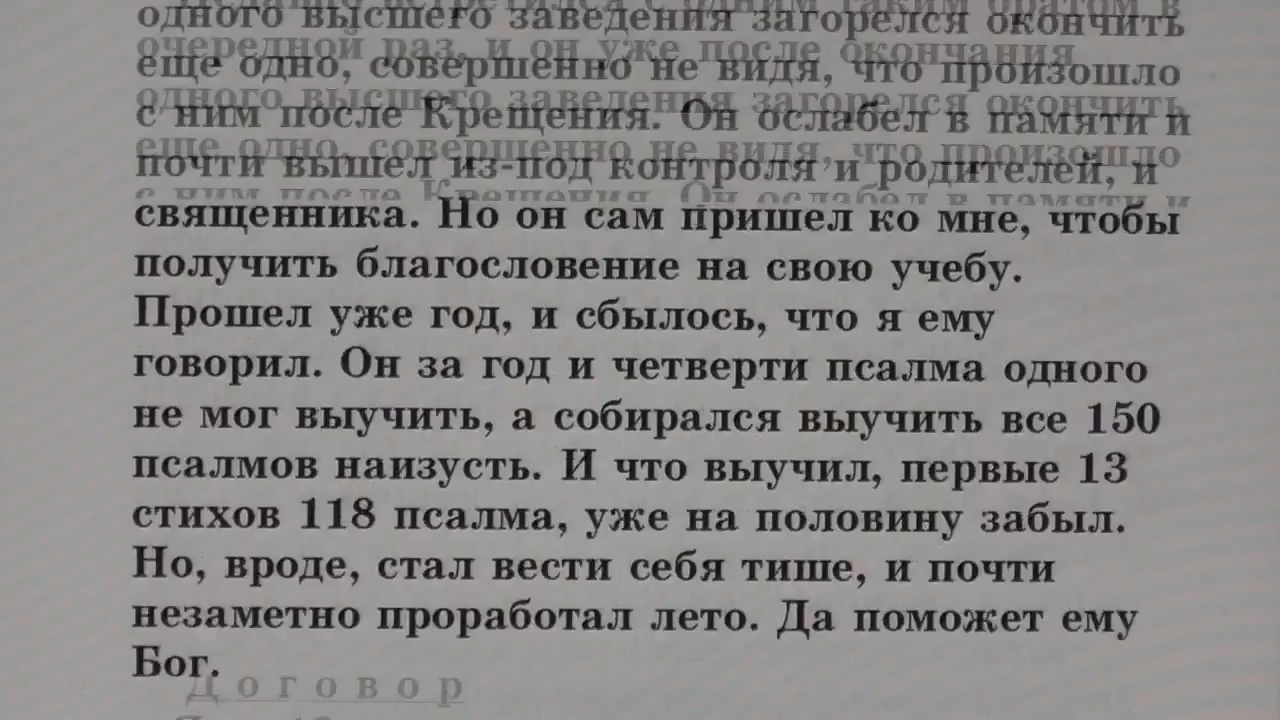 одного высшего заведения загорелся окончить
еще одно, совершенно не видя, что произошло
с ним после Крещения. Он ослабел в памяти и
почти вышел из-под контроля и родителей, и
священника. Но он сам пришел ко мне, чтобы
получить благословение на свою учебу.
Прошел уже год, и сбылось, что я ему
говорил. Он за год и четверти псалма одного
не мог выучить, а собирался выучить все 150
псалмов наизусть. И что выучил, первые 13
стихов 118 псалма, уже на половину забыл.
Но, вроде, стал вести себя тише, и почти
незаметно проработал лето. Да поможет ему
Бог.
Договор